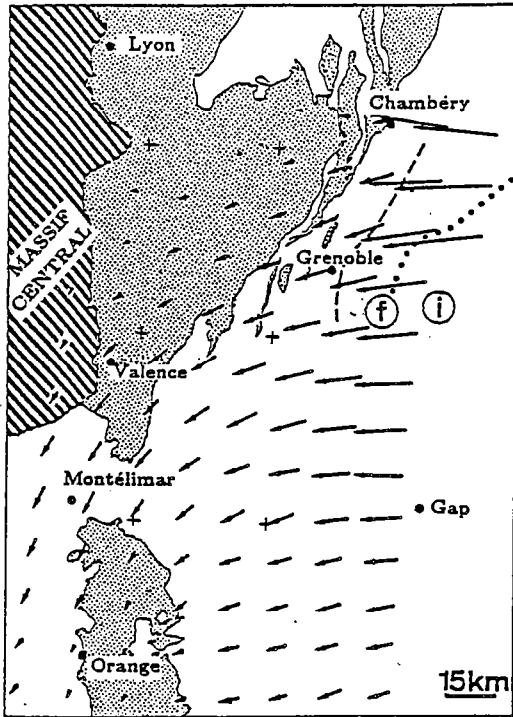 Lyon
Chambéry
MASSIF
CENTRAL
Grenoble
f
i
Valence
Montélimar
Gap
Orange
15km